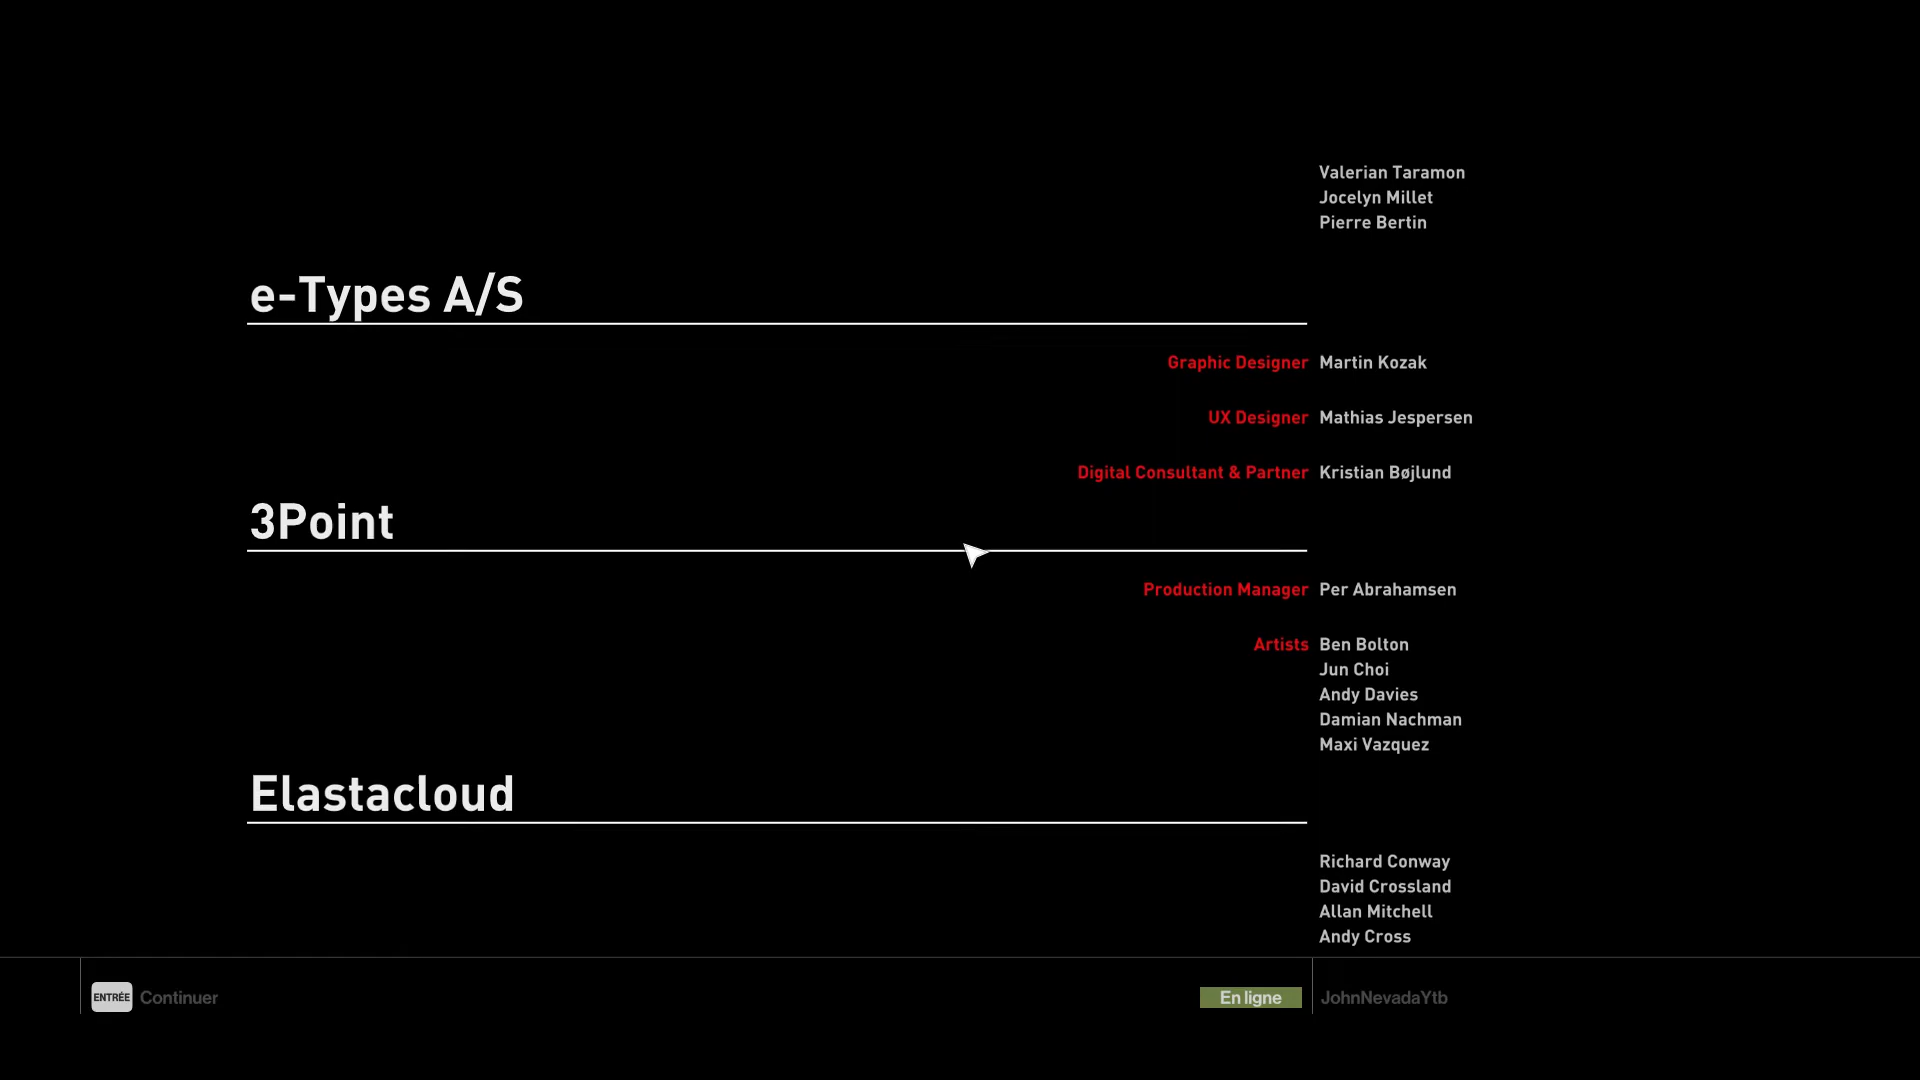 Valerian Taramon
Jocelyn Millet
Pierre Bertin
e-Types A/S
Graphic Designer Martin Kozak
UX Designer Mathias Jespersen
Digital Consultant & Partner Kristian Bøjlund
3Point
Production Manager Per Abrahamsen
Artists Ben Bolton
Jun Choi
Andy Davies
Damian Nachman
Maxi Vazquez
Elastacloud
Richard Conway
David Crossland
Allan Mitchell
Andy Cross
ENTRÉE Continuer
En ligne JohnNevadaYtb